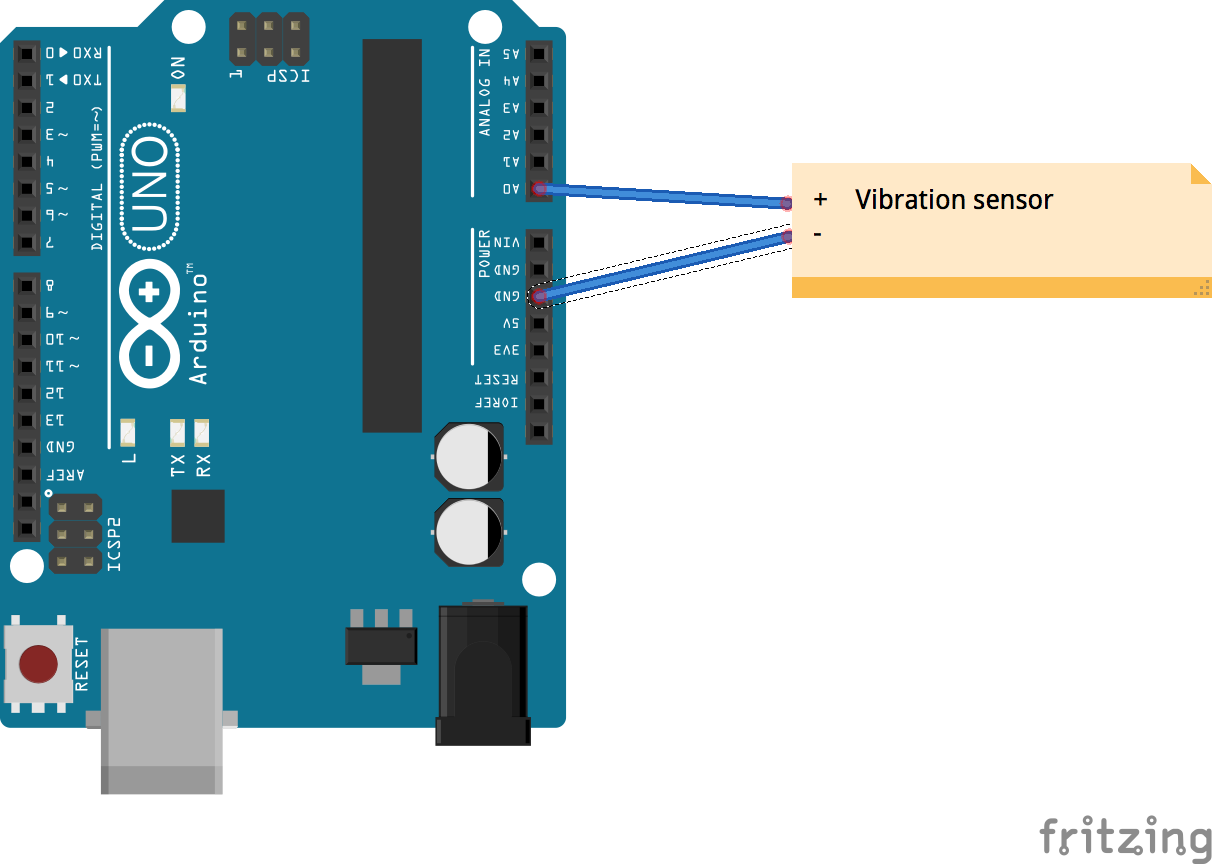 0 ◀ RXD
1 ▶ TXD
2
3 ~
4
5 ~
6 ~
7
DIGITAL (PWM=~)
8
9 ~
10 ~
11 ~
12
13
GND
AREF
ON
1 ICSP
UNO
Arduino™
L
TX
RX
ICSP2
RESET
ANALOG IN
A5
A4
A3
A2
A1
A0
POWER
VIN
GND
GND
5V
3V3
RESET
IOREF
+ Vibration sensor
-
fritzing